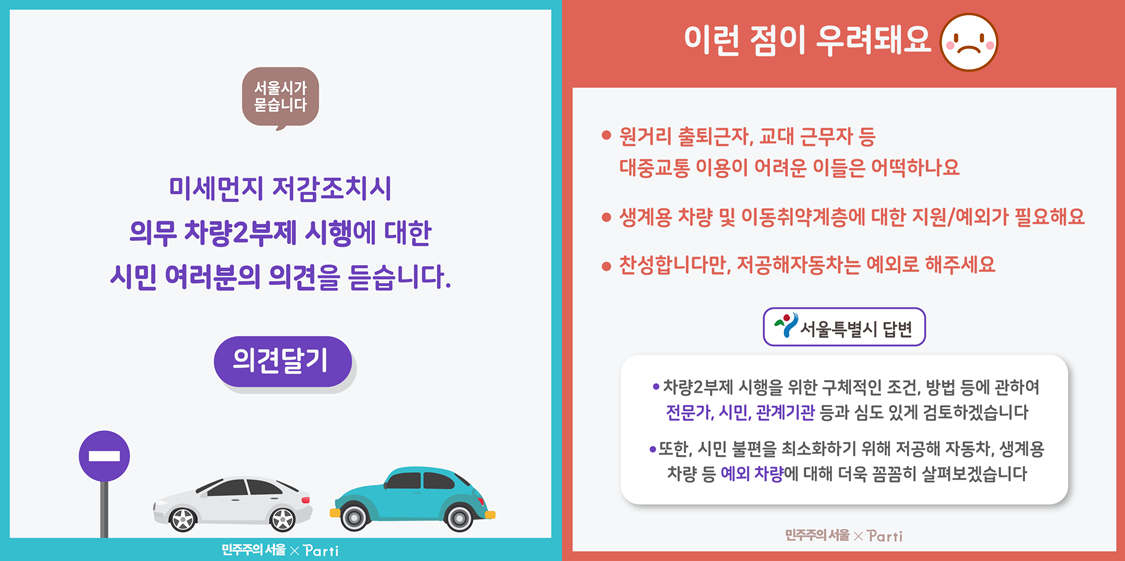 서울시가
묻습니다
미세먼지 저감조치시
의무 차량2부제 시행에 대한
시민 여러분의 의견을 듣습니다.
의견달기
민주주의 서울 × Parti
이런 점이 우려돼요
• 원거리 출퇴근자, 교대 근무자 등
대중교통 이용이 어려운 이들은 어떡하나요
• 생계용 차량 및 이동취약계층에 대한 지원/예외가 필요해요
• 찬성합니다만, 저공해자동차는 예외로 해주세요
서울특별시 답변
• 차량2부제 시행을 위한 구체적인 조건, 방법 등에 관하여
전문가, 시민, 관계기관 등과 심도 있게 검토하겠습니다
• 또한, 시민 불편을 최소화하기 위해 저공해 자동차, 생계용
차량 등 예외 차량에 대해 더욱 꼼꼼히 살펴보겠습니다
민주주의 서울 × Parti